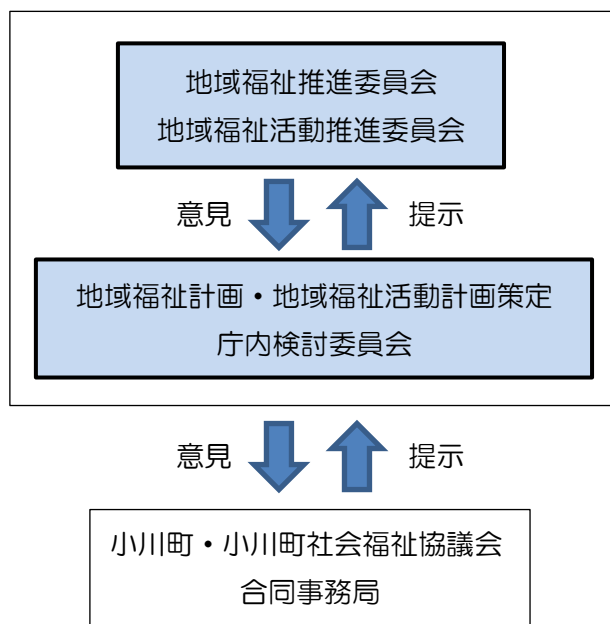 地域福祉推進委員会
地域福祉活動推進委員会
意見 提示
地域福祉計画・地域福祉活動計画策定
庁内検討委員会
意見 提示
小川町・小川町社会福祉協議会
合同事務局